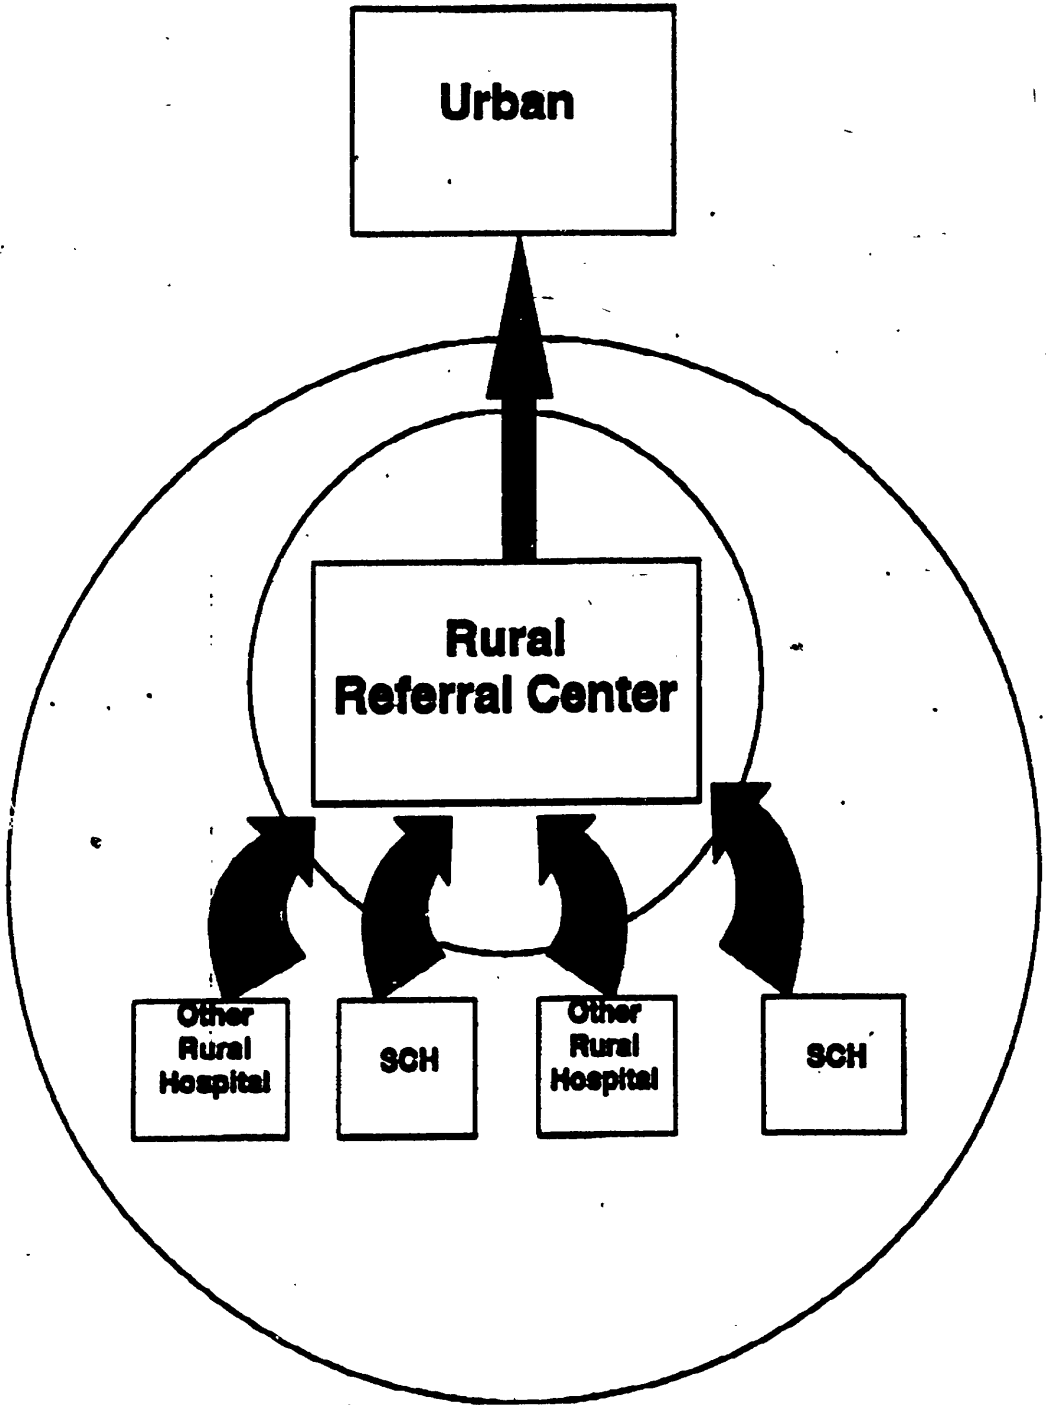 Urban
Rural
Referral Center
Other
Rural
Hospital
SCH
Other
Rural
Hospital
SCH